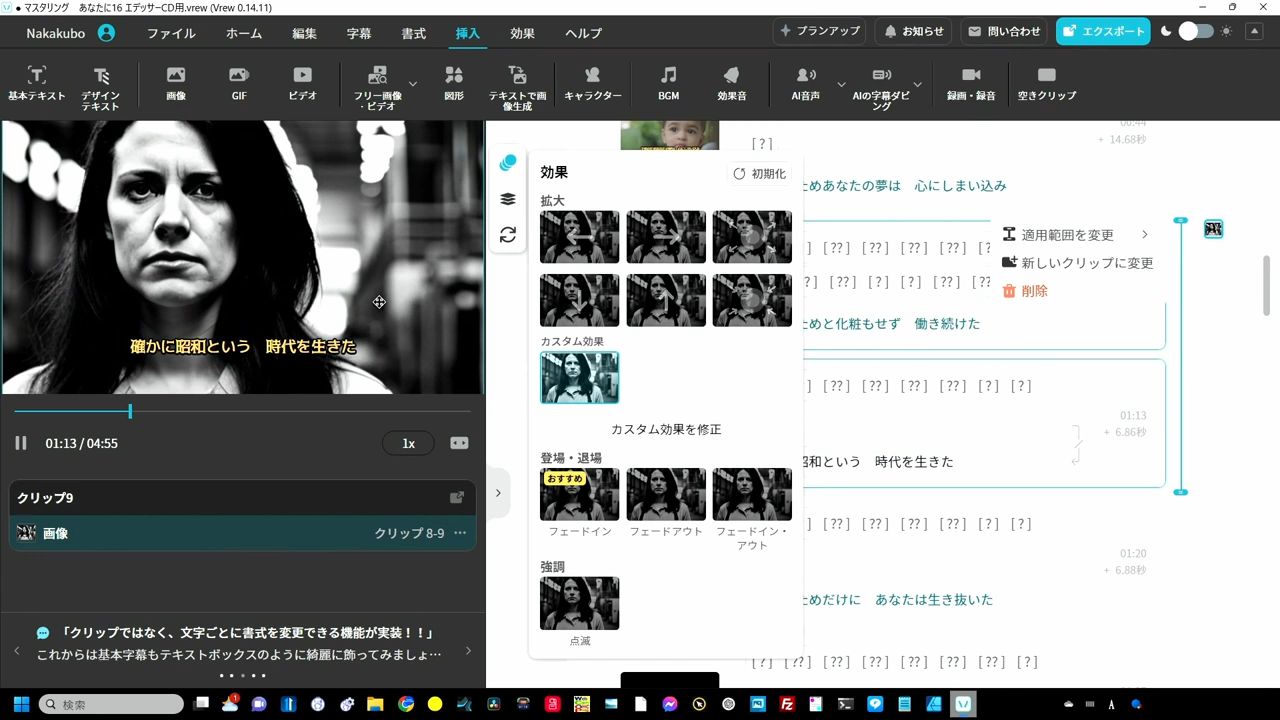 ● マスタリング　あなたに16 エデッサーCD用.vrew (Vrew 0.14.11)
Nakakubo ファイル ホーム 編集 字幕 書式 挿入 効果 ヘルプ プランアップ お知らせ 問い合わせ エクスポート
基本テキスト デザインテキスト 画像 GIF ビデオ フリー画像・ビデオ 図形 テキストで画像生成 キャラクター BGM 効果音 AI音声 AIの字幕ダビング 録画・録音 空きクリップ
確かに昭和という　時代を生きた
01:13 / 04:55 1x
クリップ9
画像 クリップ 8-9 ···
「クリップではなく、文字ごとに書式を変更できる機能が実装！！」
これからは基本字幕もテキストボックスのように綺麗に飾ってみましょ…
効果 初期化
拡大
カスタム効果
カスタム効果を修正
登場・退場
おすすめ
フェードイン フェードアウト フェードイン・アウト
強調
点滅
00:44
+ 14.68秒
[?]
ためあなたの夢は　心にしまい込み
[??] [??] [??] [??] [??
適用範囲を変更
新しいクリップに変更
?] [??] [?] [??] [??] [??
削除
ためと化粧もせず　働き続けた
[??] [??] [??] [??] [?] [?]
01:13
+ 6.86秒
昭和という　時代を生きた
[??] [??] [??] [??] [?] [?]
01:20
+ 6.88秒
ためだけに　あなたは生き抜いた
[?] [??] [??] [??] [??] [??] [??] [?]
検索